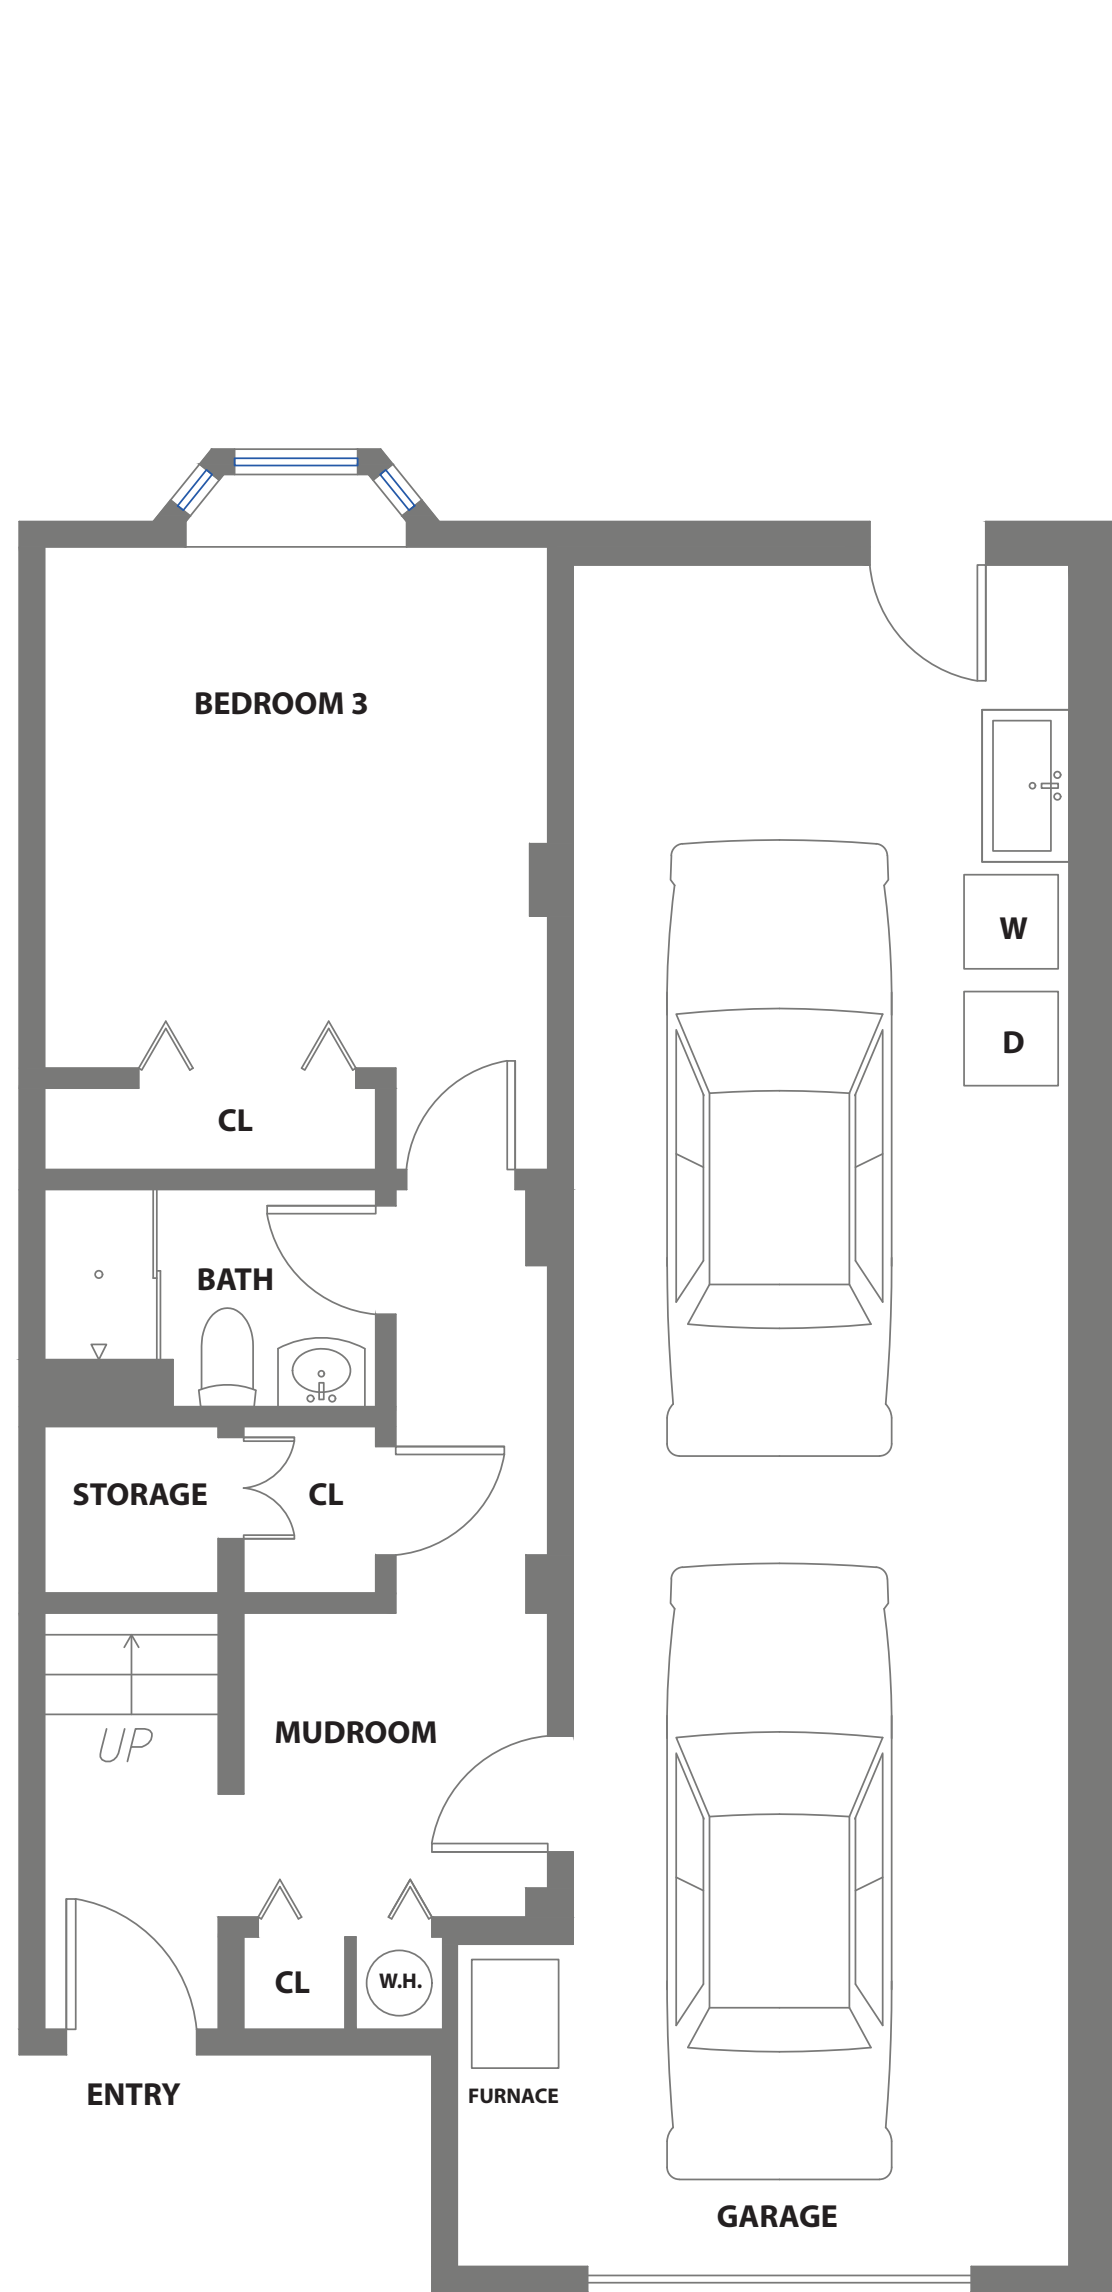 BEDROOM 3
W
D
CL
BATH
STORAGE
CL
UP
MUDROOM
CL
W.H.
ENTRY
FURNACE
GARAGE